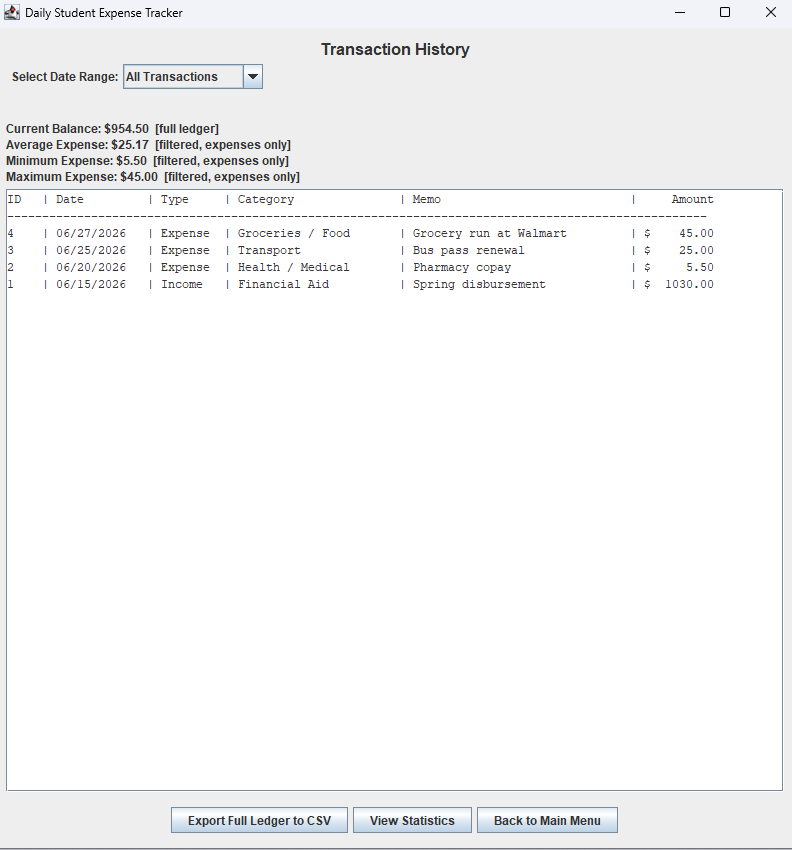 Daily Student Expense Tracker
Transaction History
Select Date Range: All Transactions
Current Balance: $954.50 [full ledger]
Average Expense: $25.17 [filtered, expenses only]
Minimum Expense: $5.50 [filtered, expenses only]
Maximum Expense: $45.00 [filtered, expenses only]
ID | Date | Type | Category | Memo | Amount
----------------------------------------------------------------------------------------------------
4 | 06/27/2026 | Expense | Groceries / Food | Grocery run at Walmart | $ 45.00
3 | 06/25/2026 | Expense | Transport | Bus pass renewal | $ 25.00
2 | 06/20/2026 | Expense | Health / Medical | Pharmacy copay | $ 5.50
1 | 06/15/2026 | Income | Financial Aid | Spring disbursement | $ 1030.00
Export Full Ledger to CSV View Statistics Back to Main Menu